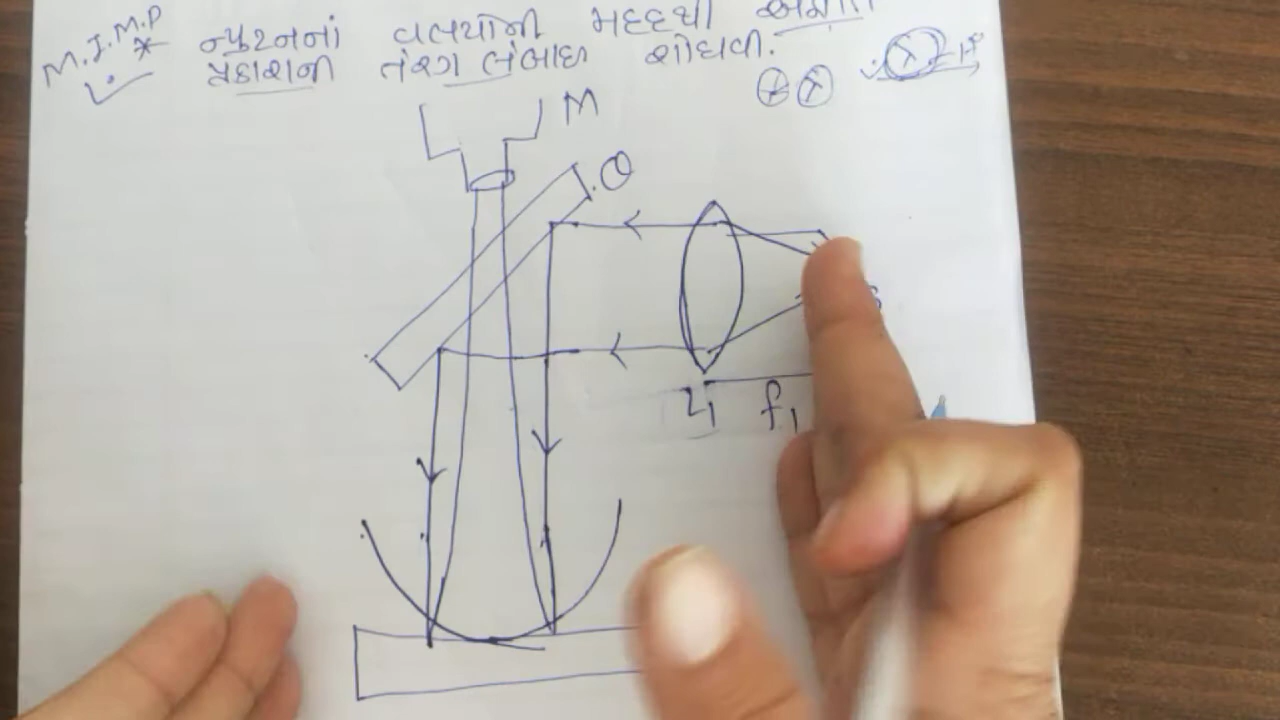 M.I.M.P
* ન્યુટનનાં વલયોની મદદથી
પ્રકાશની તરંગ લંબાઇ શોધવી.
M
Q
L1 f1